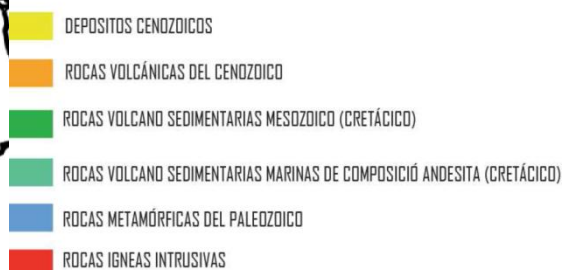 DEPOSITOS CENOZOICOS
ROCAS VOLCÁNICAS DEL CENOZOICO
ROCAS VOLCANO SEDIMENTARIAS MESOZOICO (CRETÁCICO)
ROCAS VOLCANO SEDIMENTARIAS MARINAS DE COMPOSICIÓ ANDESITA (CRETÁCICO)
ROCAS METAMÓRFICAS DEL PALEOZOICO
ROCAS IGNEAS INTRUSIVAS